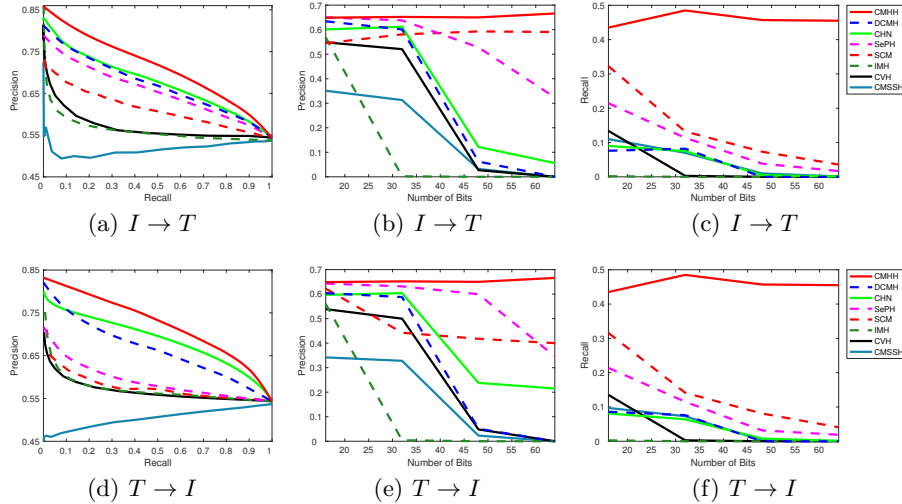 0.85
0.75
0.65
0.55
0.45
Precision
0 0.1 0.2 0.3 0.4 0.5 0.6 0.7 0.8 0.9 1
Recall
(a) I → T
0.7
0.6
0.5
0.4
0.3
0.2
0.1
0
Precision
20 25 30 35 40 45 50 55 60
Number of Bits
(b) I → T
0.5
0.4
0.3
0.2
0.1
0
Recall
20 25 30 35 40 45 50 55 60
Number of Bits
(c) I → T
CMHH
DCMH
CHN
SePH
SCM
IMH
CVH
CMSSH
0.85
0.75
0.65
0.55
0.45
Precision
0 0.1 0.2 0.3 0.4 0.5 0.6 0.7 0.8 0.9 1
Recall
(d) T → I
0.7
0.6
0.5
0.4
0.3
0.2
0.1
0
Precision
20 25 30 35 40 45 50 55 60
Number of Bits
(e) T → I
0.5
0.4
0.3
0.2
0.1
0
Recall
20 25 30 35 40 45 50 55 60
Number of Bits
(f) T → I
CMHH
DCMH
CHN
SePH
SCM
IMH
CVH
CMSSH